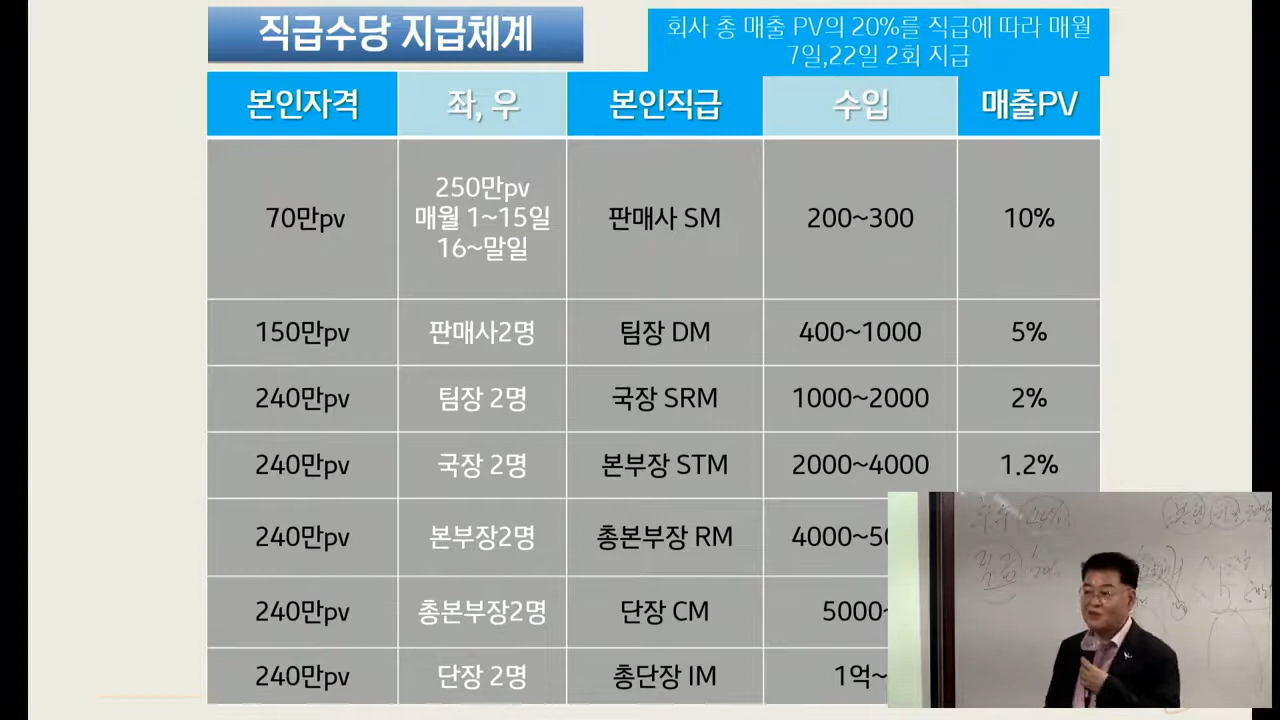 직급수당 지급체계
회사 총 매출 PV의 20%를 직급에 따라 매월
7일,22일 2회 지급
본인자격 좌, 우 본인직급 수입 매출PV
70만pv 250만pv 매월 1~15일 16~말일 판매사 SM 200~300 10%
150만pv 판매사2명 팀장 DM 400~1000 5%
240만pv 팀장 2명 국장 SRM 1000~2000 2%
240만pv 국장 2명 본부장 STM 2000~4000 1.2%
240만pv 본부장2명 총본부장 RM 4000~50
240만pv 총본부장2명 단장 CM 5000~
240만pv 단장 2명 총단장 IM 1억~